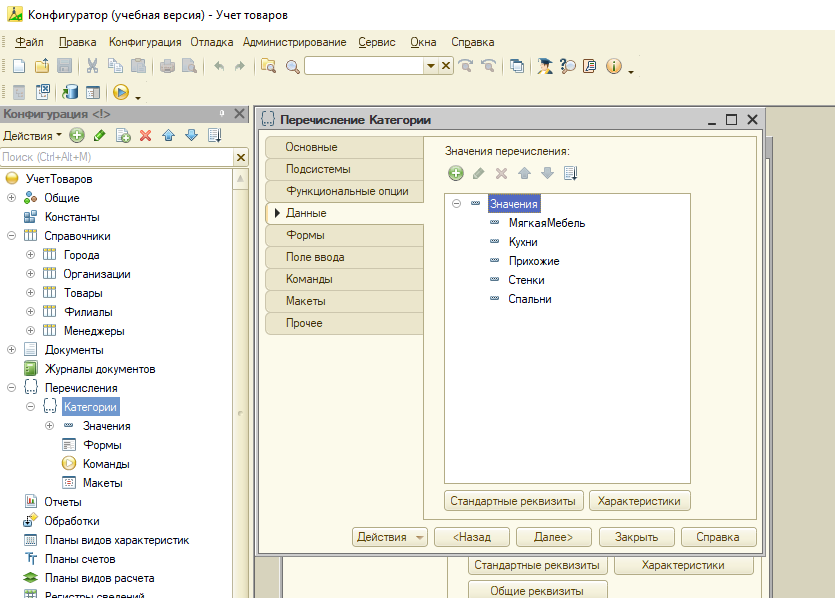 Конфигуратор (учебная версия) - Учет товаров
Файл Правка Конфигурация Отладка Администрирование Сервис Окна Справка
Конфигурация <!>
Действия
Поиск (Ctrl+Alt+M)
УчетТоваров
Общие
Константы
Справочники
Города
Организации
Товары
Филиалы
Менеджеры
Документы
Журналы документов
Перечисления
Категории
Значения
Формы
Команды
Макеты
Отчеты
Обработки
Планы видов характеристик
Планы счетов
Планы видов расчета
Регистры сведений
Перечисление Категории
Основные
Подсистемы
Функциональные опции
Данные
Формы
Поле ввода
Команды
Макеты
Прочее
Значения перечисления:
Значения
МягкаяМебель
Кухни
Прихожие
Стенки
Спальни
Стандартные реквизиты Характеристики
Действия <Назад Далее> Закрыть Справка
Стандартные реквизиты Характеристики
Общие реквизиты